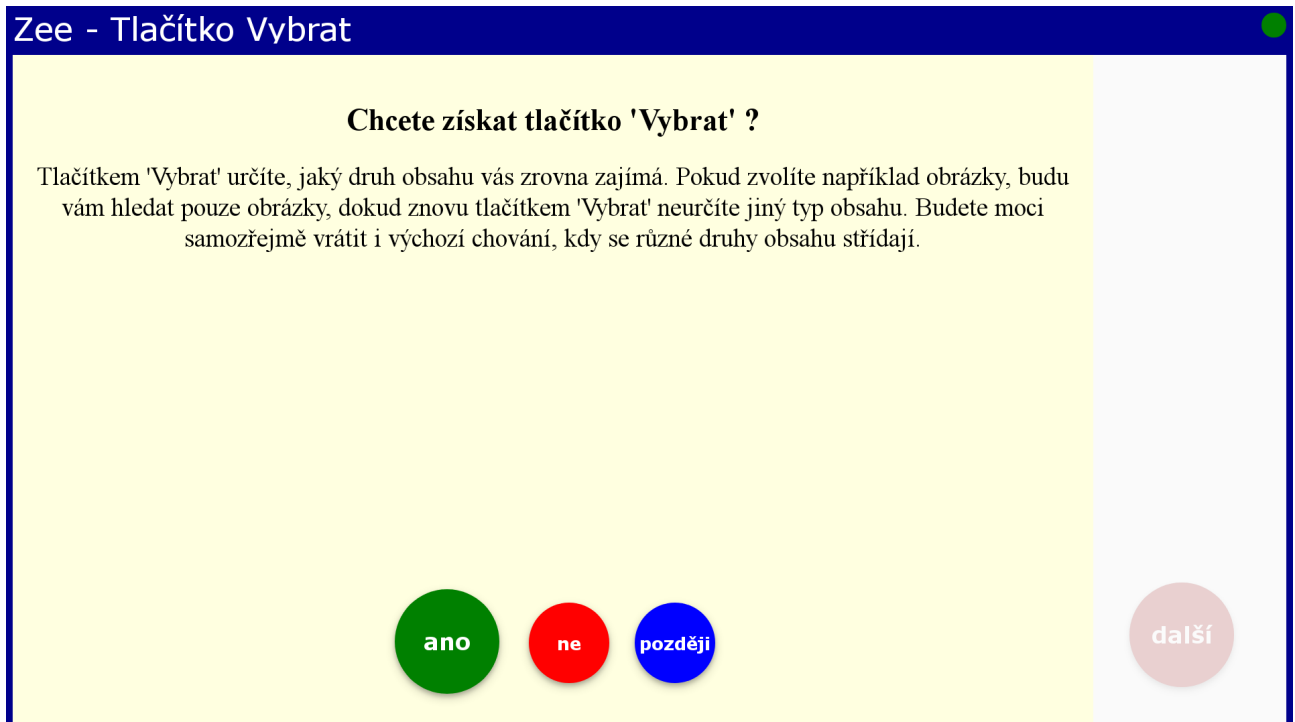 Zee - Tlačítko Vybrat
Chcete získat tlačítko 'Vybrat' ?
Tlačítkem 'Vybrat' určíte, jaký druh obsahu vás zrovna zajímá. Pokud zvolíte například obrázky, budu
vám hledat pouze obrázky, dokud znovu tlačítkem 'Vybrat' neurčíte jiný typ obsahu. Budete moci
samozřejmě vrátit i výchozí chování, kdy se různé druhy obsahu střídají.
ano
ne
později
další